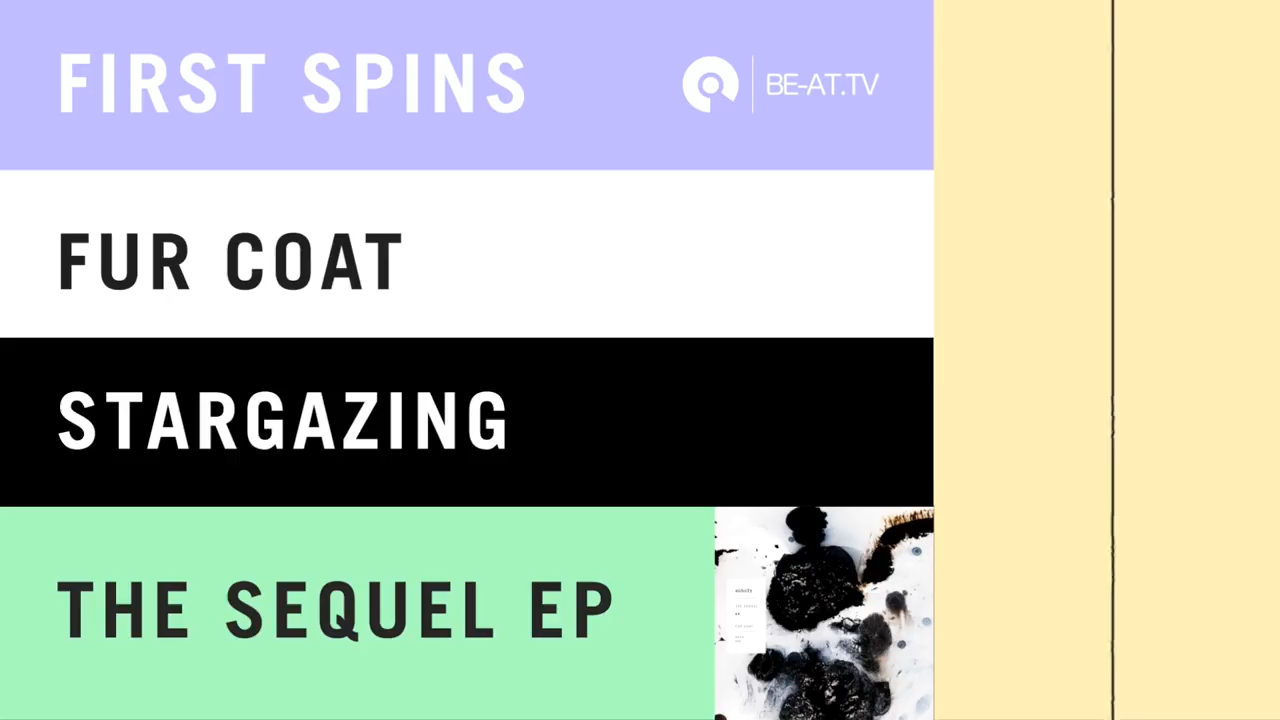 FIRST SPINS
BE-AT.TV
FUR COAT
STARGAZING
THE SEQUEL EP